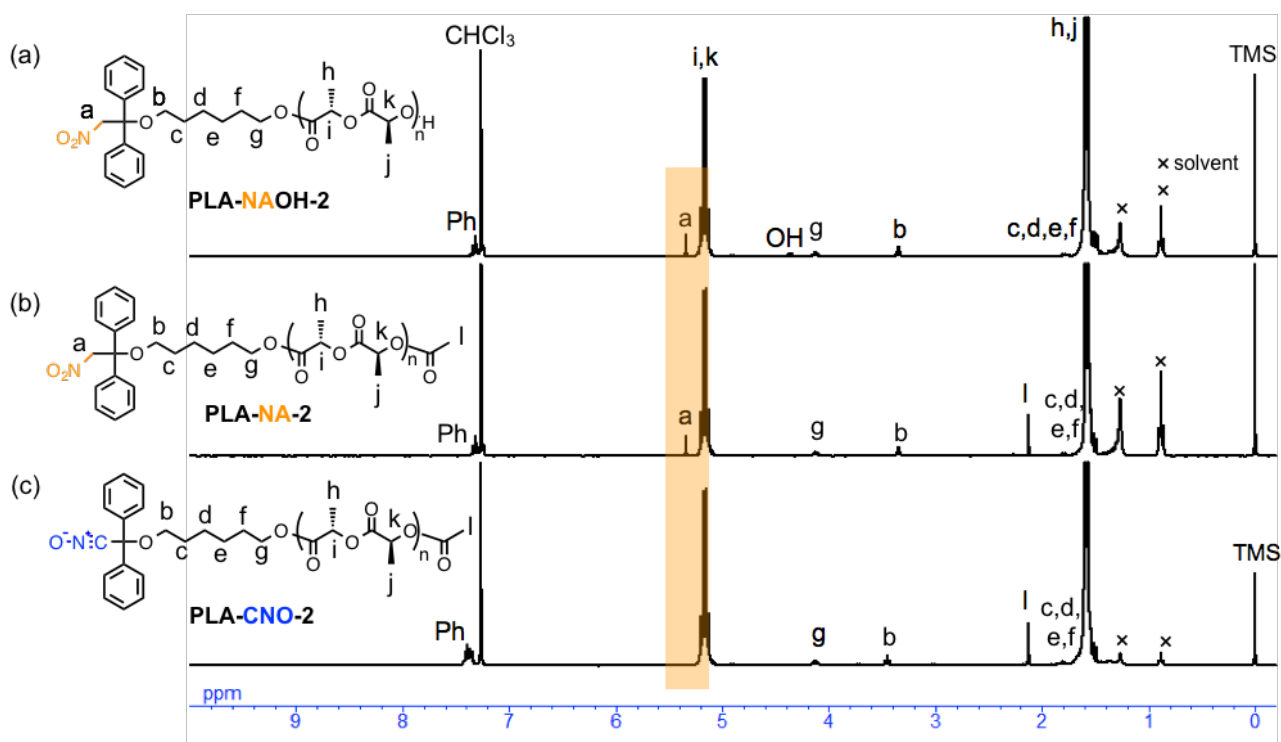 (a)
CHCl3
h,j
TMS
i,k
h
a
b
d
f
O
O
k
O
H
O2N
O
c
e
g
O
i
O
n
j
× solvent
×
PLA-NAOH-2
Ph
a
OH
g
b
c,d,e,f
×
(b)
h
a
b
d
f
O
O
k
O
l
O2N
O
c
e
g
O
i
O
n
O
j
PLA-NA-2
Ph
a
g
b
l
c,d,
e,f
×
×
(c)
h
b
d
f
O
O
k
O
l
O-N+C
O
c
e
g
O
i
O
n
O
j
TMS
PLA-CNO-2
Ph
g
b
l
c,d,
e,f
×
×
ppm
9 8 7 6 5 4 3 2 1 0